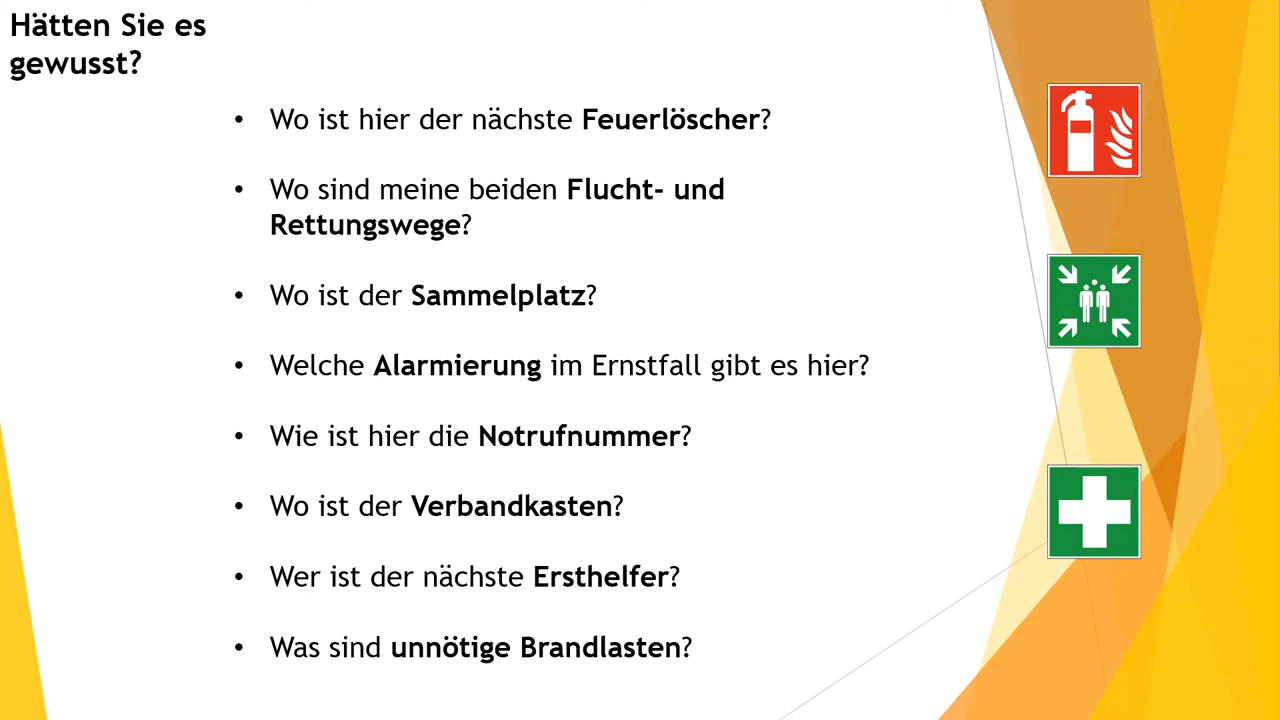 Hätten Sie es
gewusst?
• Wo ist hier der nächste Feuerlöscher?
• Wo sind meine beiden Flucht- und
Rettungswege?
• Wo ist der Sammelplatz?
• Welche Alarmierung im Ernstfall gibt es hier?
• Wie ist hier die Notrufnummer?
• Wo ist der Verbandkasten?
• Wer ist der nächste Ersthelfer?
• Was sind unnötige Brandlasten?